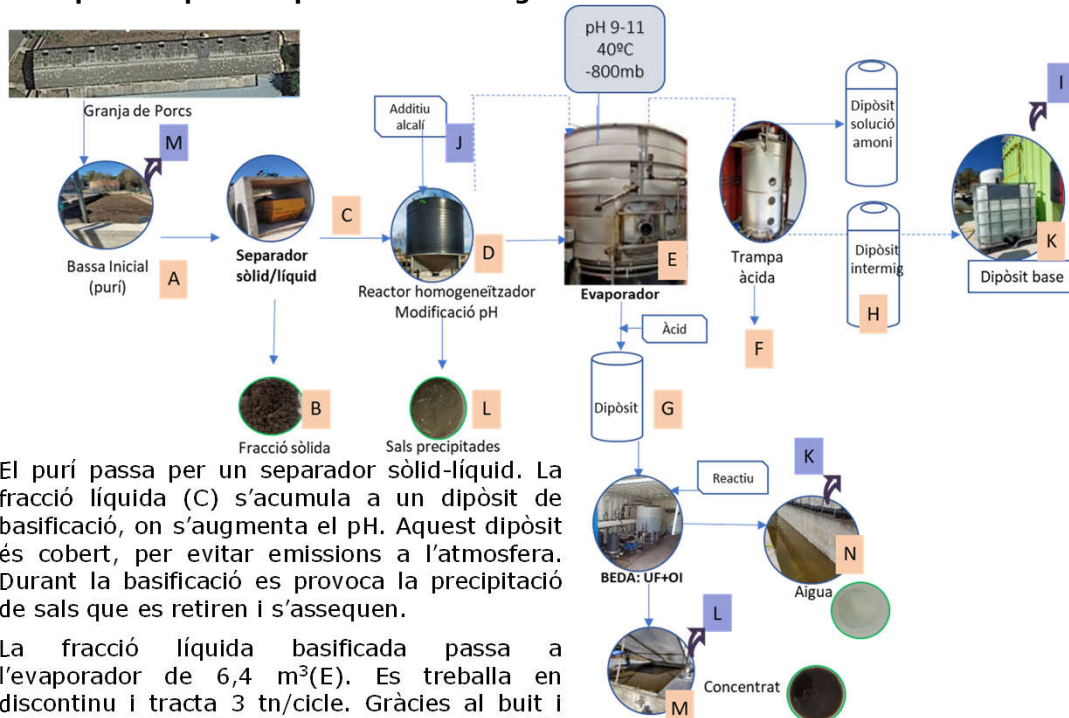 pH 9-11
40ºC
-800mb
Granja de Porcs
M
Additiu
alcalí
J
Dipòsit
solució
amoni
I
C
Bassa Inicial
(purí)
A
Separador
sòlid/líquid
D
Reactor homogeneïtzador
Modificació pH
E
Evaporador
Trampa
àcida
Dipòsit
intermig
H
K
Dipòsit base
Àcid
F
B
Fracció sòlida
L
Sals precipitades
Dipòsit
G
El purí passa per un separador sòlid-líquid. La
fracció líquida (C) s’acumula a un dipòsit de
basificació, on s’augmenta el pH. Aquest dipòsit
és cobert, per evitar emissions a l’atmosfera.
Durant la basificació es provoca la precipitació
de sals que es retiren i s’assequen.
La fracció líquida basificada passa a
l’evaporador de 6,4 m³(E). Es treballa en
discontinu i tracta 3 tn/cicle. Gràcies al buit i
Reactiu
K
BEDA: UF+OI
N
Aigua
L
Concentrat
M